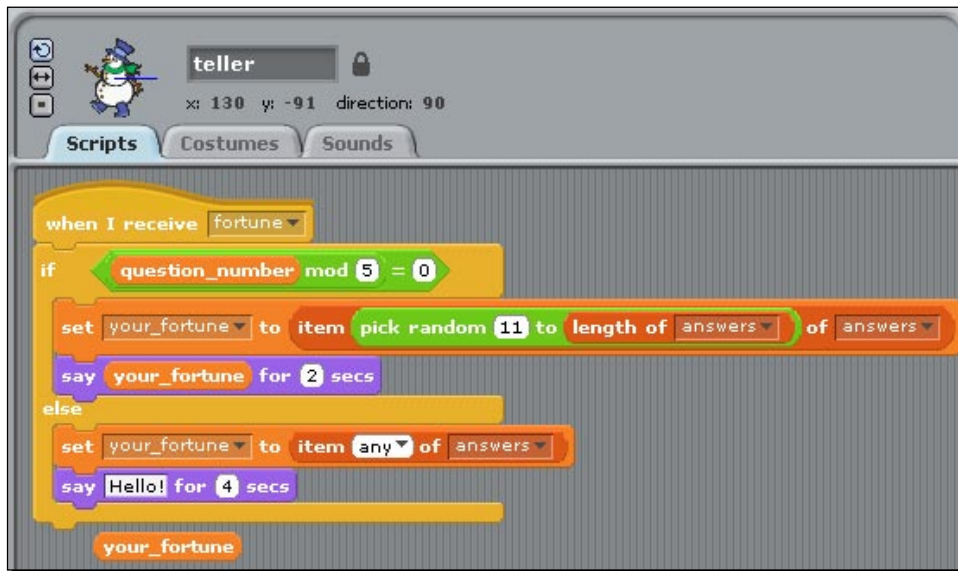 teller
x: 130 y: -91 direction: 90
Scripts Costumes Sounds
when I receive fortune
if question_number mod 5 = 0
set your_fortune to item pick random 11 to length of answers of answers
say your_fortune for 2 secs
else
set your_fortune to item any of answers
say Hello! for 4 secs
your_fortune